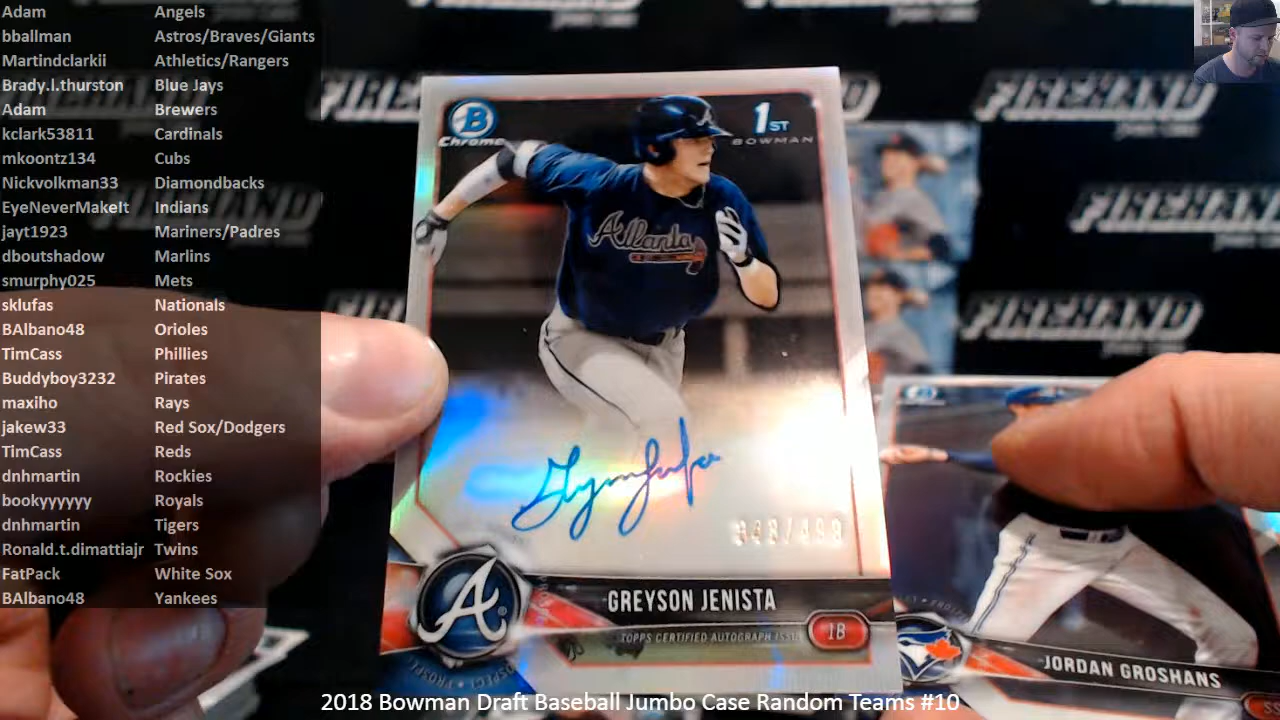 Adam Angels
bballman Astros/Braves/Giants
Martindclarkii Athletics/Rangers
Brady.l.thurston Blue Jays
Adam Brewers
kclark53811 Cardinals
mkoontz134 Cubs
Nickvolkman33 Diamondbacks
EyeNeverMakeIt Indians
jayt1923 Mariners/Padres
dboutshadow Marlins
smurphy025 Mets
sklufas Nationals
BAlbano48 Orioles
TimCass Phillies
Buddyboy3232 Pirates
maxiho Rays
jakew33 Red Sox/Dodgers
TimCass Reds
dnhmartin Rockies
bookyyyyyy Royals
dnhmartin Tigers
Ronald.t.dimattiajr Twins
FatPack White Sox
BAlbano48 Yankees
B
Chrome
1ST
BOWMAN
A
Atlanta
A
GREYSON JENISTA
TOPPS CERTIFIED AUTOGRAPH ISSUE
1B
JORDAN GROSHANS
FIREHAND
FIREHAND
FIREHAND
FIREHAND
2018 Bowman Draft Baseball Jumbo Case Random Teams #10